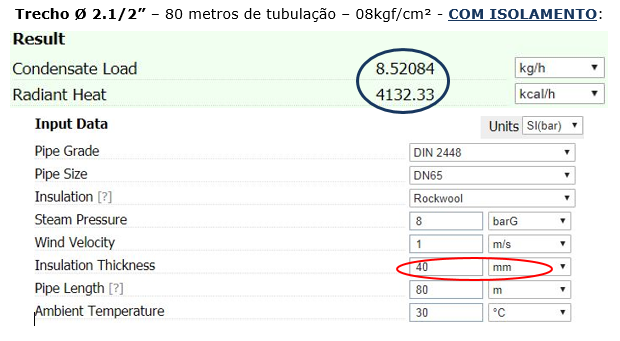 Trecho Ø 2.1/2” – 80 metros de tubulação – 08kgf/cm² - COM ISOLAMENTO:
Result
Condensate Load 8.52084 kg/h
Radiant Heat 4132.33 kcal/h
Input Data Units SI(bar)
Pipe Grade DIN 2448
Pipe Size DN65
Insulation [?] Rockwool
Steam Pressure 8 barG
Wind Velocity 1 m/s
Insulation Thickness 40 mm
Pipe Length [?] 80 m
Ambient Temperature 30 °C